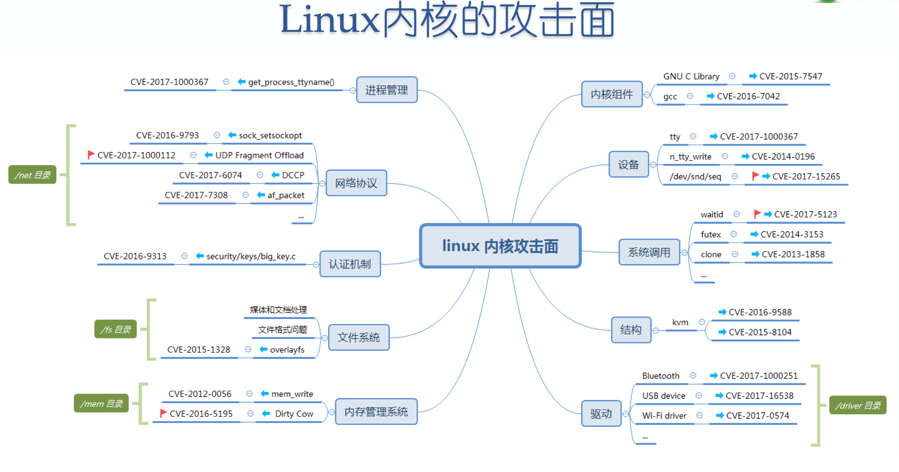 Linux内核的攻击面
linux 内核攻击面
进程管理
get_process_ttyname()
CVE-2017-1000367
网络协议
/net 目录
CVE-2016-9793 sock_setsockopt
CVE-2017-1000112 UDP Fragment Offload
CVE-2017-6074 DCCP
CVE-2017-7308 af_packet
...
认证机制
CVE-2016-9313 security/keys/big_key.c
文件系统
/fs 目录
媒体和文档处理
文件格式问题
CVE-2015-1328 overlayfs
内存管理系统
/mem 目录
CVE-2012-0056 mem_write
CVE-2016-5195 Dirty Cow
内核组件
GNU C Library CVE-2015-7547
gcc CVE-2016-7042
设备
tty CVE-2017-1000367
n_tty_write CVE-2014-0196
/dev/snd/seq CVE-2017-15265
系统调用
waitid CVE-2017-5123
futex CVE-2014-3153
clone CVE-2013-1858
...
结构
kvm
CVE-2016-9588
CVE-2015-8104
驱动
Bluetooth CVE-2017-1000251
USB device CVE-2017-16538
Wi-Fi driver CVE-2017-0574
...
/driver 目录